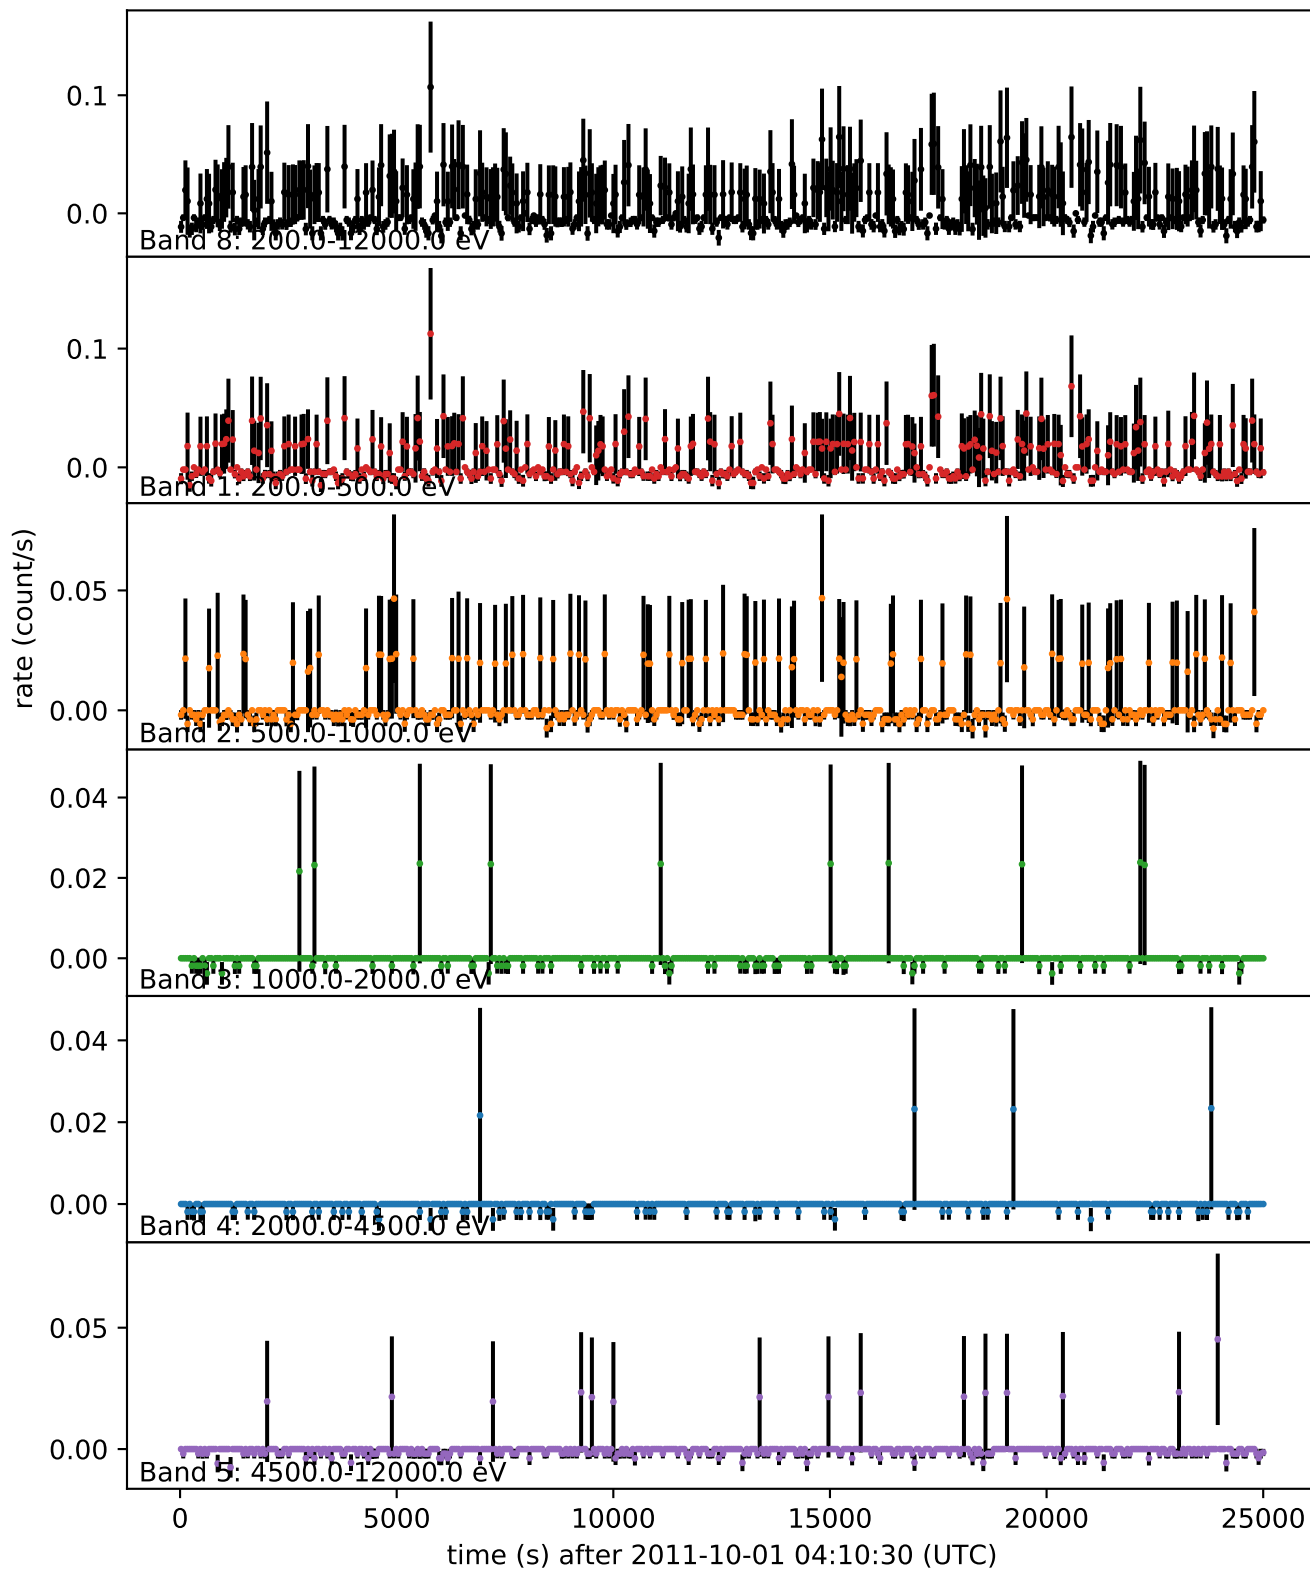 0.1
0.0
Band 8: 200.0-12000.0 eV
0.1
0.0
Band 1: 200.0-500.0 eV
rate (count/s)
0.05
0.00
Band 2: 500.0-1000.0 eV
0.04
0.02
0.00
Band 3: 1000.0-2000.0 eV
0.04
0.02
0.00
Band 4: 2000.0-4500.0 eV
0.05
0.00
Band 5: 4500.0-12000.0 eV
0 5000 10000 15000 20000 25000
time (s) after 2011-10-01 04:10:30 (UTC)